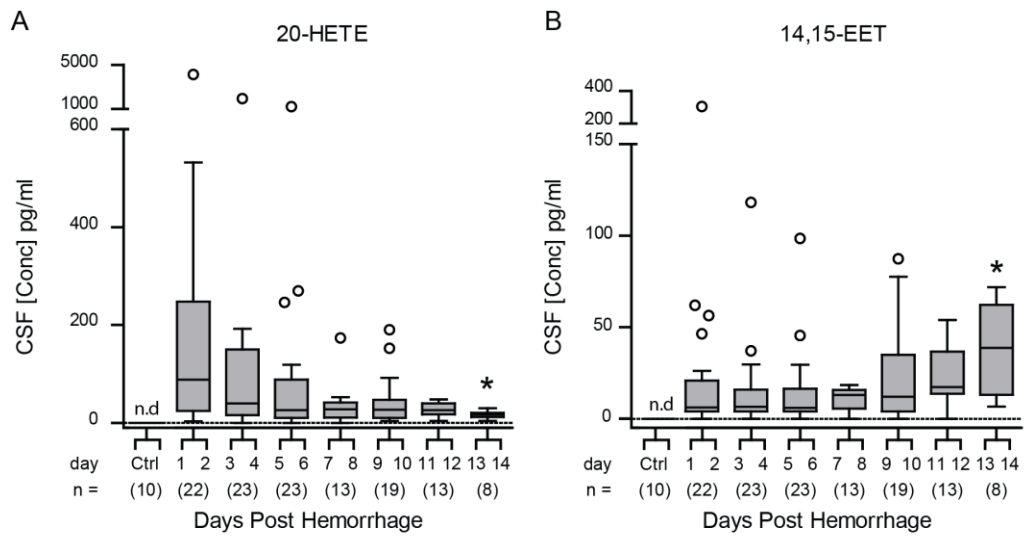 A
20-HETE
5000
1000
600
400
200
0
CSF [Conc] pg/ml
n.d
*
day Ctrl 1 2 3 4 5 6 7 8 9 10 11 12 13 14
n = (10) (22) (23) (23) (13) (19) (13) (8)
Days Post Hemorrhage
B
14,15-EET
400
200
150
100
50
0
CSF [Conc] pg/ml
n.d
*
day Ctrl 1 2 3 4 5 6 7 8 9 10 11 12 13 14
n = (10) (22) (23) (23) (13) (19) (13) (8)
Days Post Hemorrhage